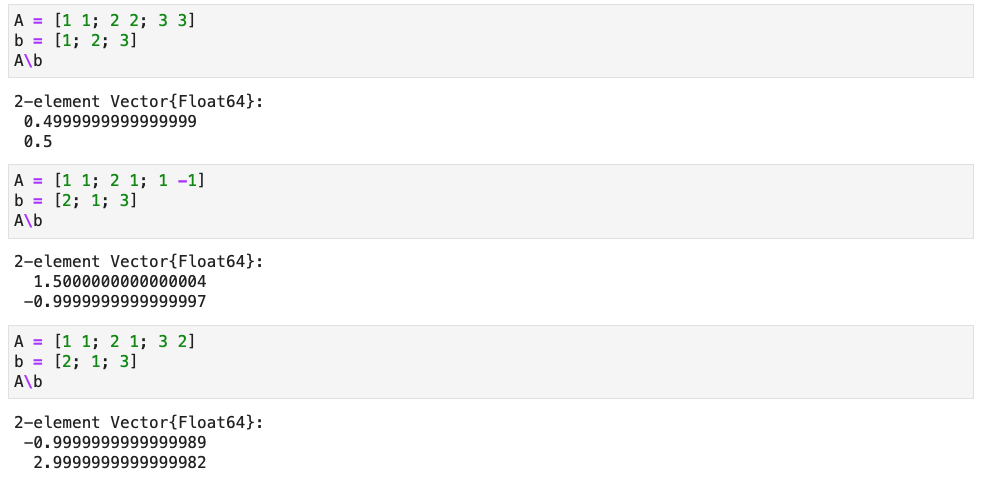 A = [1 1; 2 2; 3 3]
b = [1; 2; 3]
A\b
2-element Vector{Float64}:
0.4999999999999999
0.5
A = [1 1; 2 1; 1 -1]
b = [2; 1; 3]
A\b
2-element Vector{Float64}:
1.5000000000000004
-0.9999999999999997
A = [1 1; 2 1; 3 2]
b = [2; 1; 3]
A\b
2-element Vector{Float64}:
-0.9999999999999989
2.9999999999999982